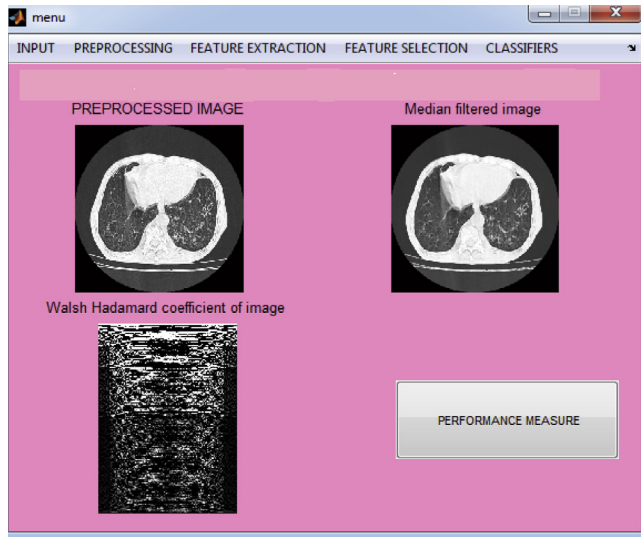 menu
INPUT PREPROCESSING FEATURE EXTRACTION FEATURE SELECTION CLASSIFIERS
PREPROCESSED IMAGE
Median filtered image
Walsh Hadamard coefficient of image
PERFORMANCE MEASURE